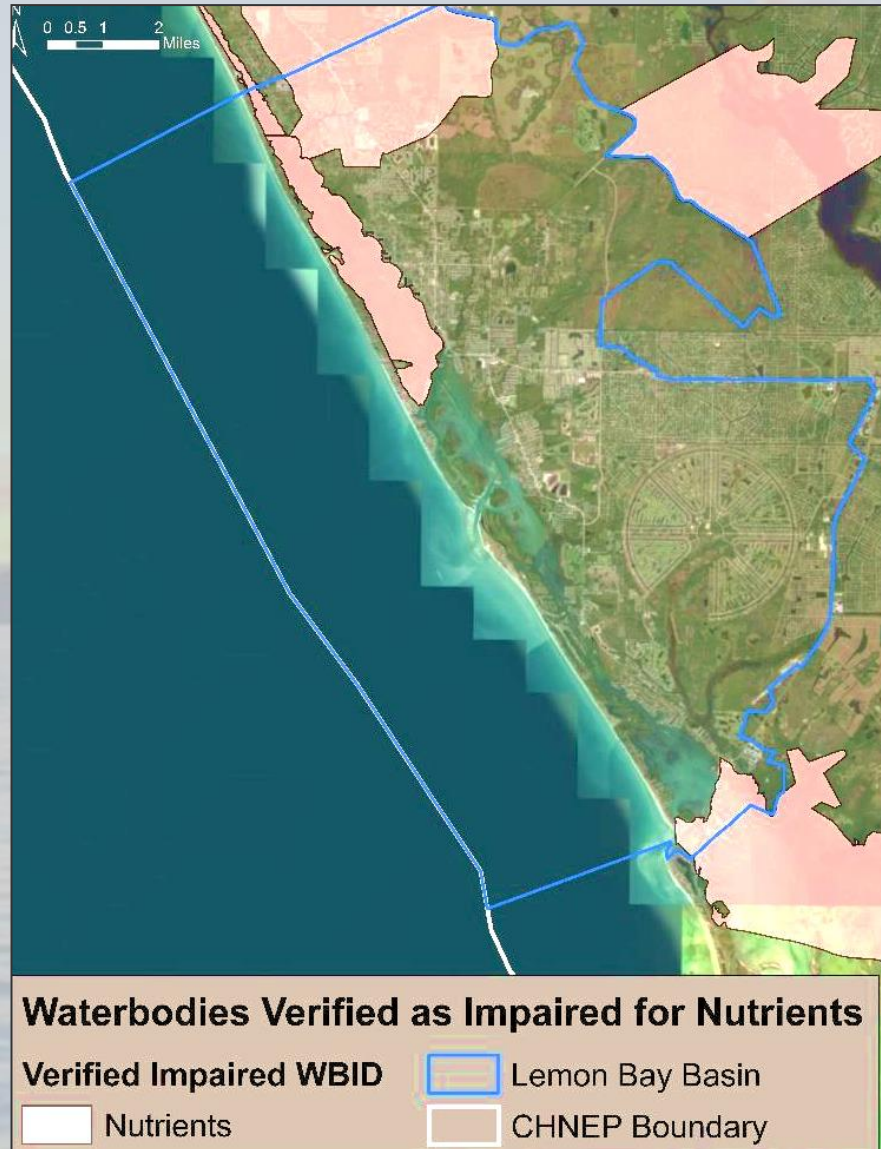 N
0 0.5 1 2
Miles
Waterbodies Verified as Impaired for Nutrients
Verified Impaired WBID
Lemon Bay Basin
Nutrients
CHNEP Boundary